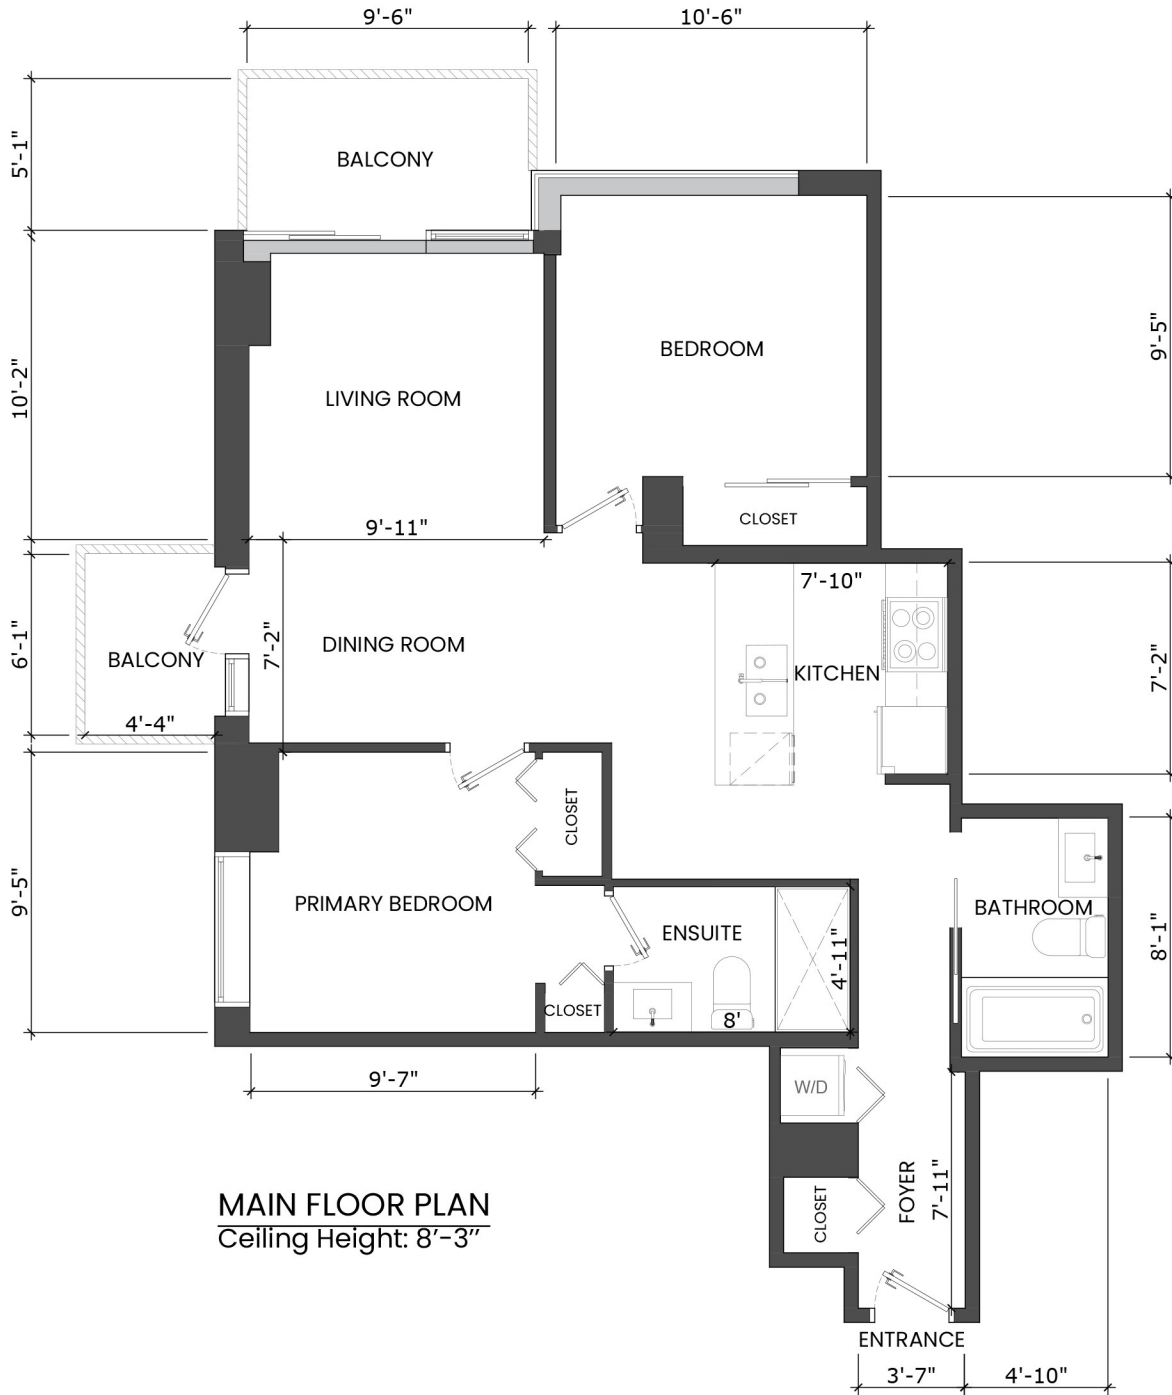 9'-6"
10'-6"
5'-1"
BALCONY
10'-2"
9'-5"
BEDROOM
LIVING ROOM
CLOSET
9'-11"
7'-10"
6'-1"
BALCONY
7'-2"
DINING ROOM
KITCHEN
7'-2"
4'-4"
CLOSET
9'-5"
PRIMARY BEDROOM
ENSUITE
4'-11"
BATHROOM
8'-1"
CLOSET
8'
9'-7"
W/D
FOYER
7'-11"
CLOSET
MAIN FLOOR PLAN
Ceiling Height: 8'-3"
ENTRANCE
3'-7"
4'-10"